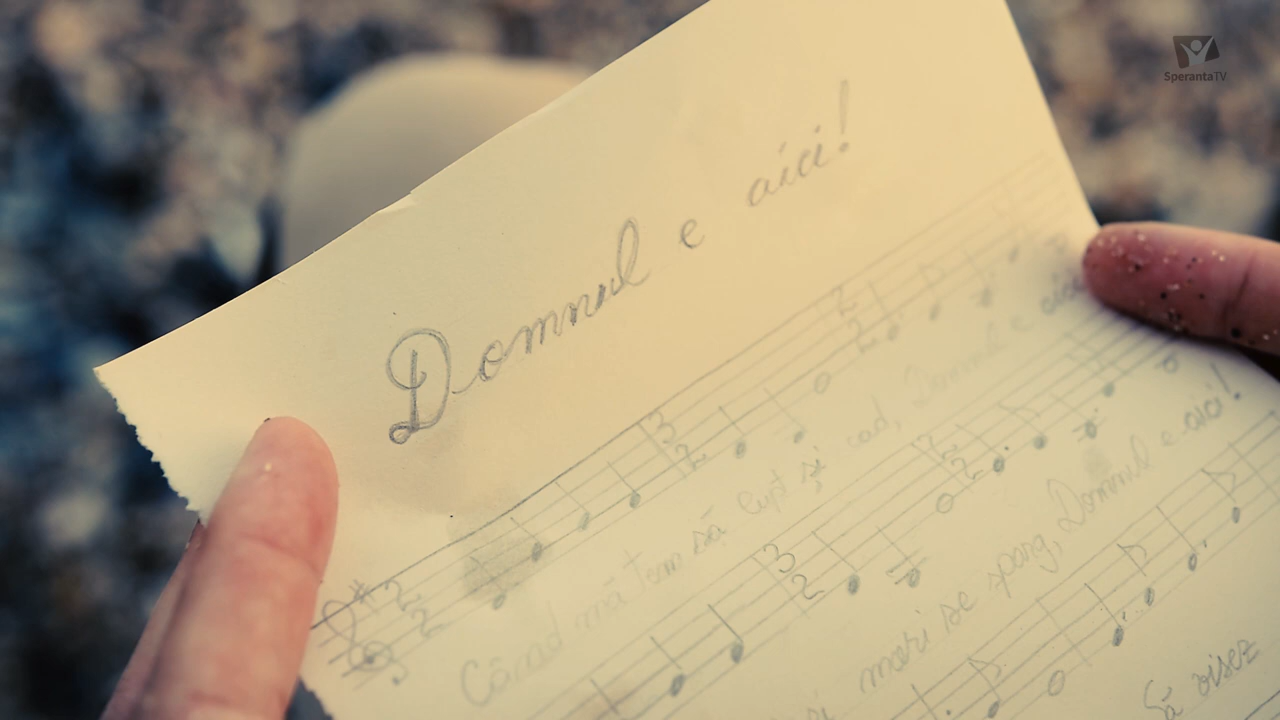 SperantaTV
Domnul e aici!
Când mă tem să lupt și cad, Domnul e aici
mări se sparg, Domnul e aici!
Să visez